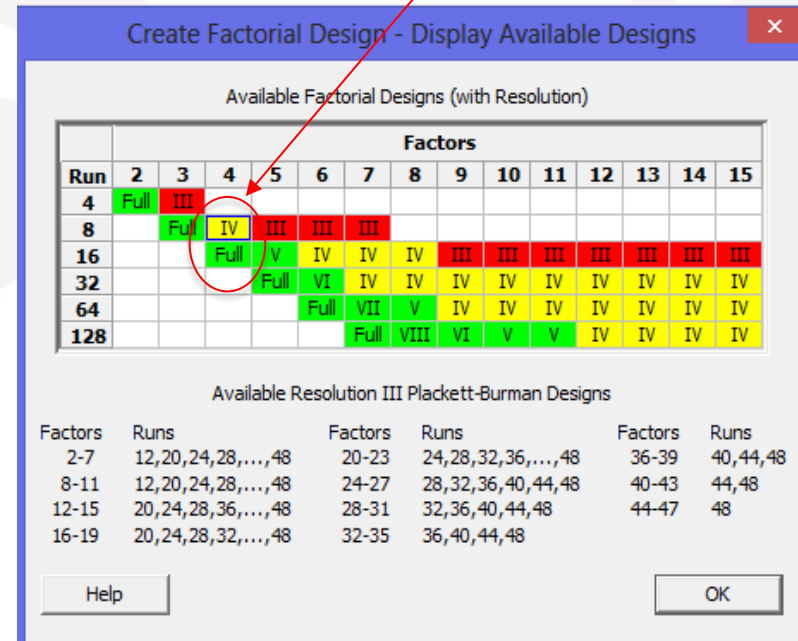 Create Factorial Design - Display Available Designs
Available Factorial Designs (with Resolution)
Factors
Run 2 3 4 5 6 7 8 9 10 11 12 13 14 15
4 Full III
8 Full IV III III III
16 Full V IV IV IV III III III III III III III
32 Full VI IV IV IV IV IV IV IV IV IV
64 Full VII V IV IV IV IV IV IV IV
128 Full VIII VI V V IV IV IV IV
Available Resolution III Plackett-Burman Designs
Factors Runs Factors Runs Factors Runs
2-7 12,20,24,28,...,48 20-23 24,28,32,36,...,48 36-39 40,44,48
8-11 12,20,24,28,...,48 24-27 28,32,36,40,44,48 40-43 44,48
12-15 20,24,28,36,...,48 28-31 32,36,40,44,48 44-47 48
16-19 20,24,28,32,...,48 32-35 36,40,44,48
Help OK